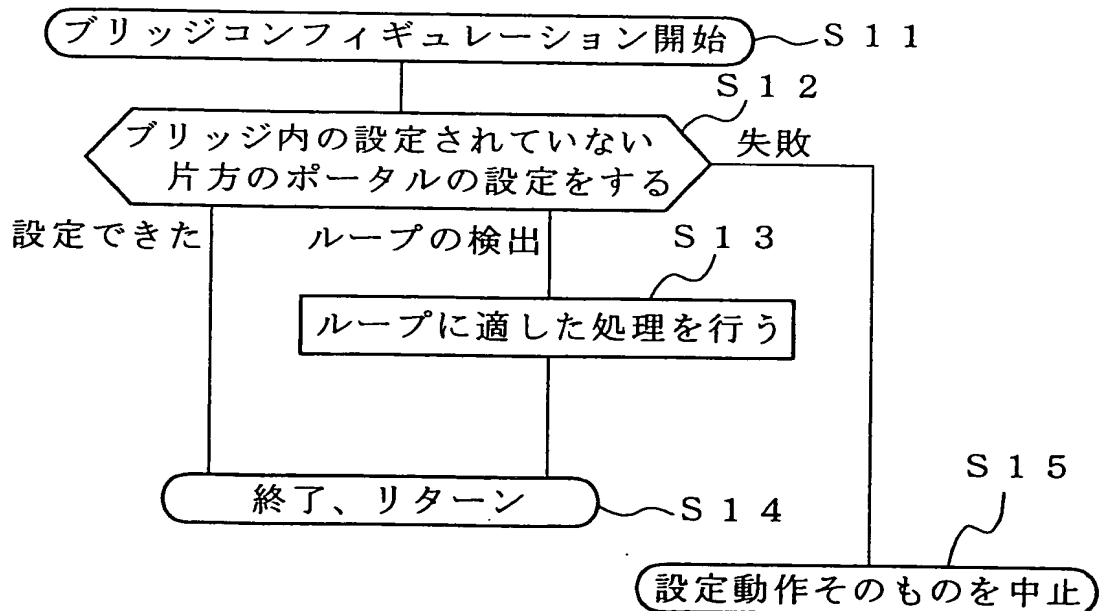 ブリッジコンフィギュレーション開始
S11
S12
ブリッジ内の設定されていない
片方のポータルの設定をする
失敗
設定できた
ループの検出
S13
ループに適した処理を行う
終了、リターン
S14
S15
設定動作そのものを中止